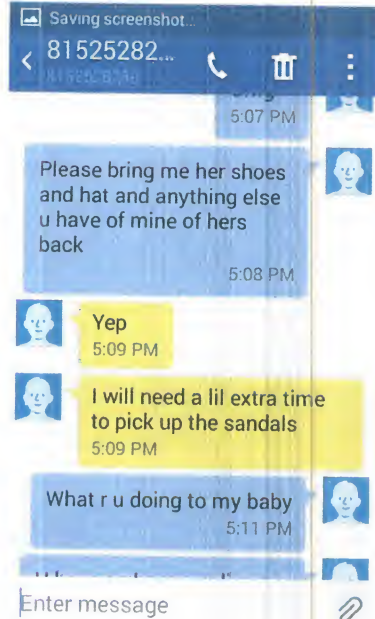 Saving screenshot...
81525282...
5:07 PM
Please bring me her shoes
and hat and anything else
u have of mine of hers
back
5:08 PM
Yep
5:09 PM
I will need a lil extra time
to pick up the sandals
5:09 PM
What r u doing to my baby
5:11 PM
Enter message